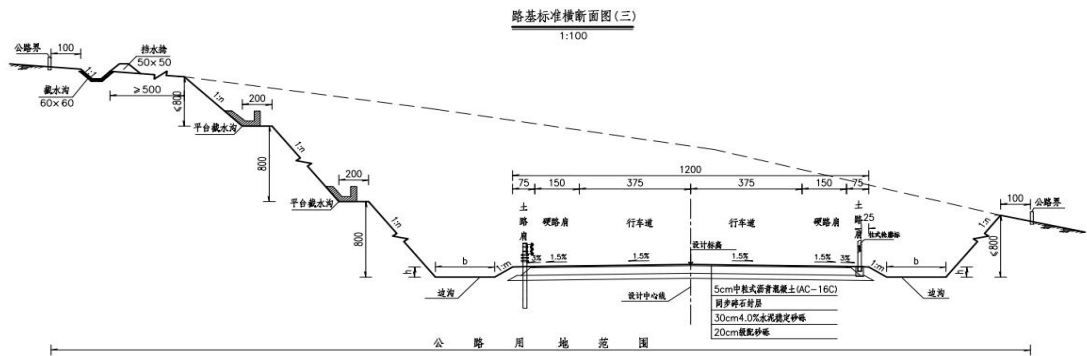 路基标准横断面图(三)
1:100
公路界
100
挡水捻
50×50
1:1
截水沟
60×60
≥500
≤800
1:n
200
平台截水沟
1:n
800
200
平台截水沟
1:n
800
1200
75
150
375
375
150
75
土路肩
硬路肩
行车道
行车道
硬路肩
土路肩
25
100
公路界
1:n
≤800
设计标高
3%
1.5%
1.5%
1.5%
1.5%
3%
b
1:m
h
边沟
1:m
b
h
边沟
设计中心线
5cm中粒式沥青混凝土(AC-16C)
同步碎石封层
30cm4.0%水泥稳定砂砾
20cm级配砂砾
公路用地范围